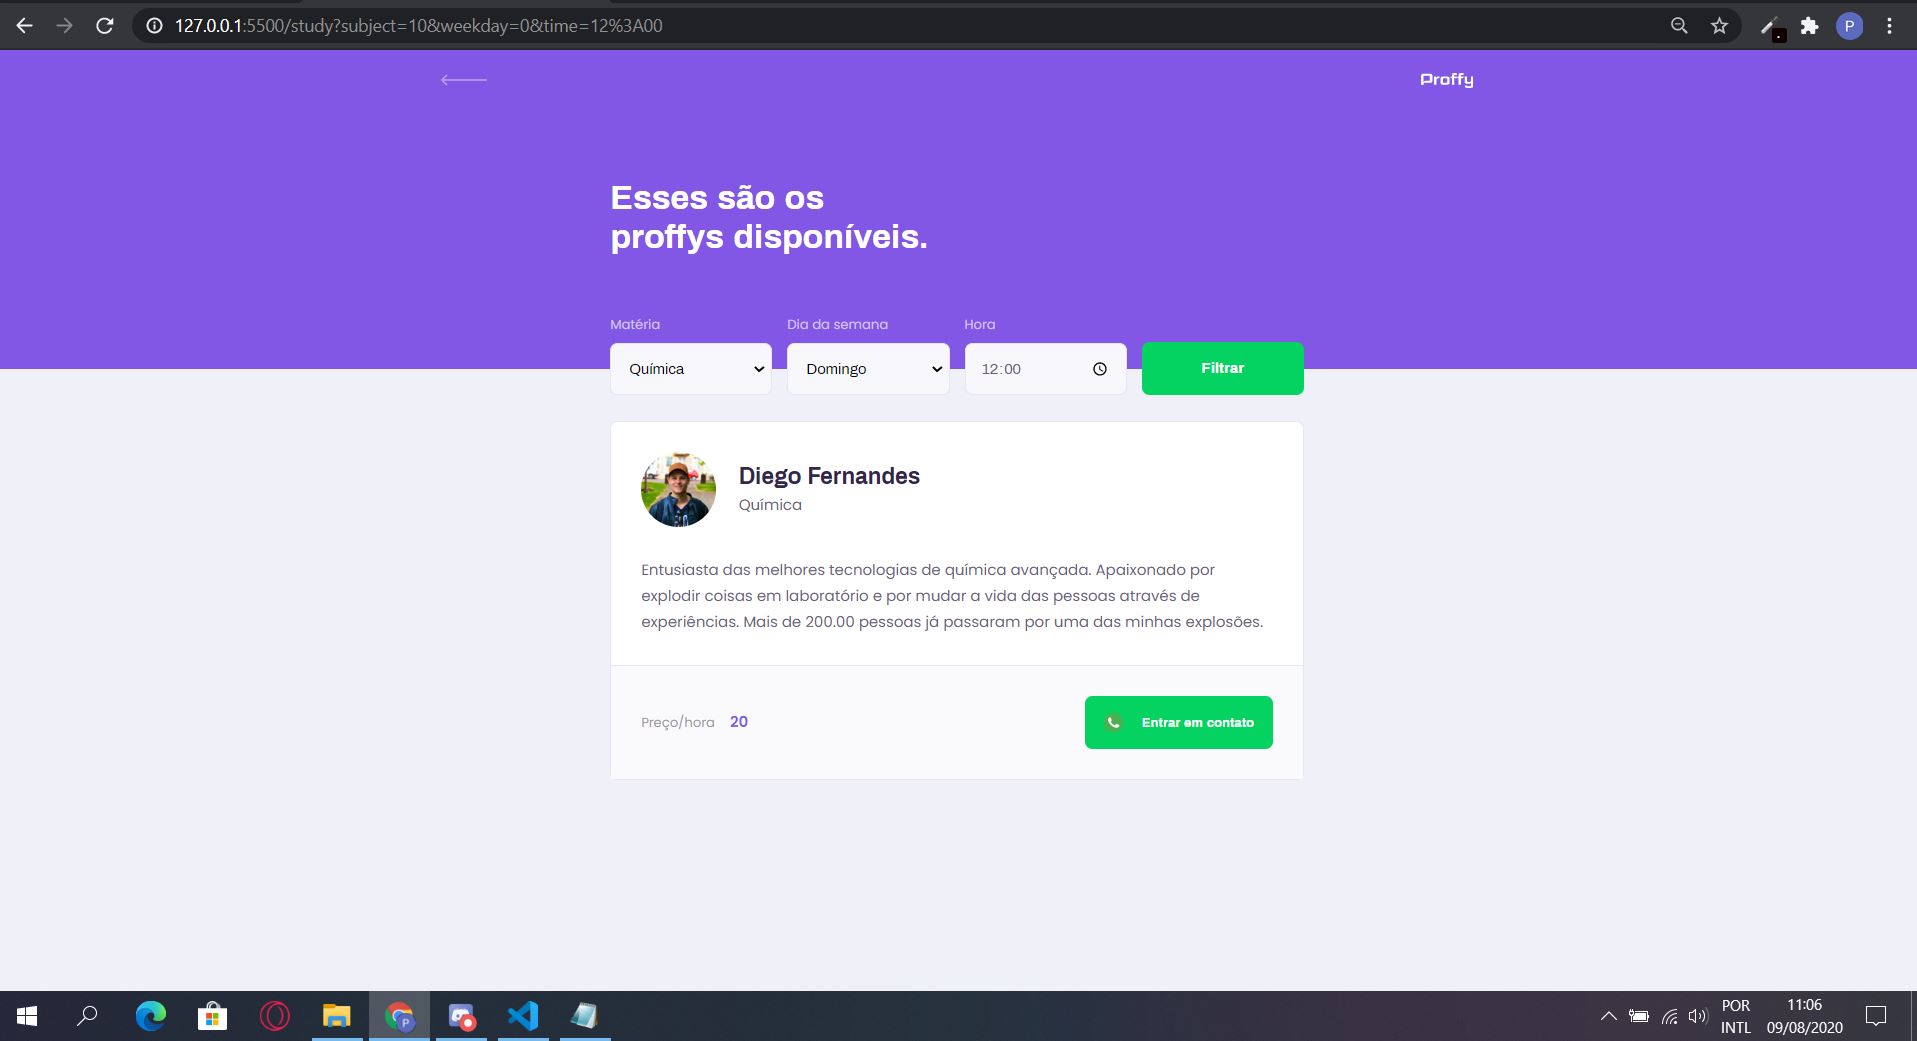 127.0.0.1:5500/study?subject=10&weekday=0&time=12%3A00
P
Proffy
Esses são os
proffys disponíveis.
Matéria Dia da semana Hora
Química Domingo 12:00 Filtrar
Diego Fernandes
Química
Entusiasta das melhores tecnologias de química avançada. Apaixonado por
explodir coisas em laboratório e por mudar a vida das pessoas através de
experiências. Mais de 200.00 pessoas já passaram por uma das minhas explosões.
Preço/hora 20 Entrar em contato
P
POR 11:06
INTL 09/08/2020